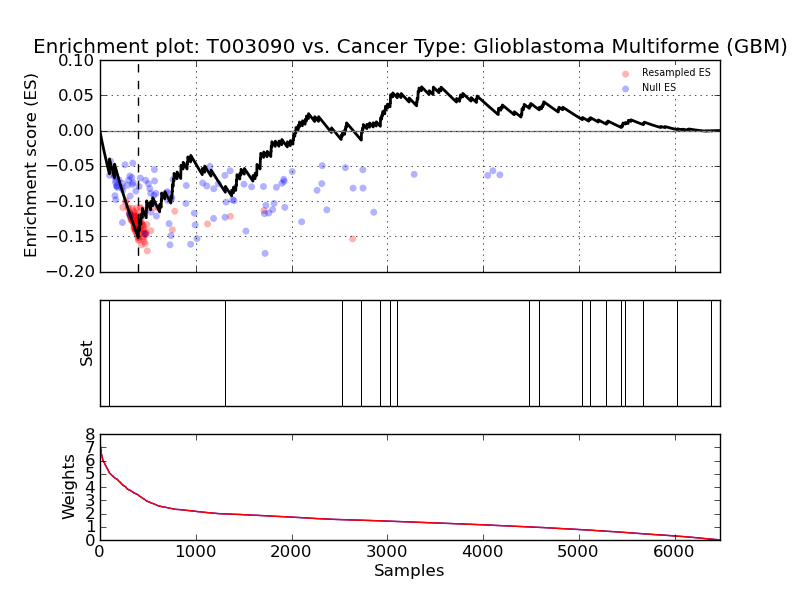 Enrichment plot: T003090 vs. Cancer Type: Glioblastoma Multiforme (GBM)
Enrichment score (ES)
0.10
0.05
0.00
−0.05
−0.10
−0.15
−0.20
Resampled ES
Null ES
Set
Weights
8
7
6
5
4
3
2
1
0
0 1000 2000 3000 4000 5000 6000
Samples